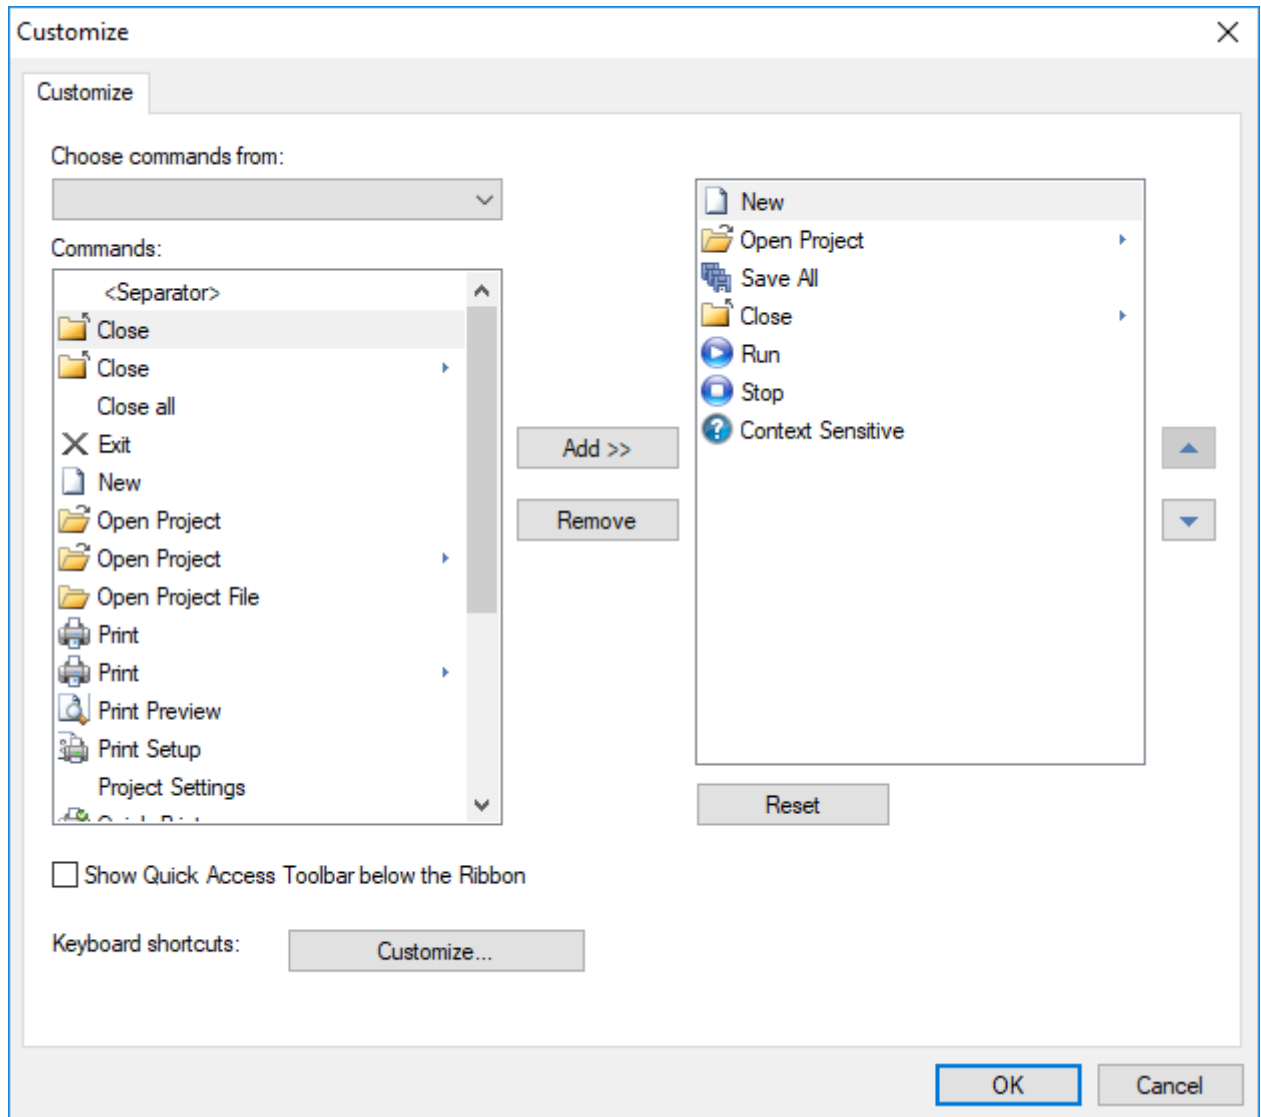 Customize
Customize
Choose commands from:
Commands:
<Separator>
Close
Close
Close all
Exit
New
Open Project
Open Project
Open Project File
Print
Print
Print Preview
Print Setup
Project Settings
Quick Print
Add >>
Remove
New
Open Project
Save All
Close
Run
Stop
Context Sensitive
Reset
Show Quick Access Toolbar below the Ribbon
Keyboard shortcuts:
Customize...
OK
Cancel